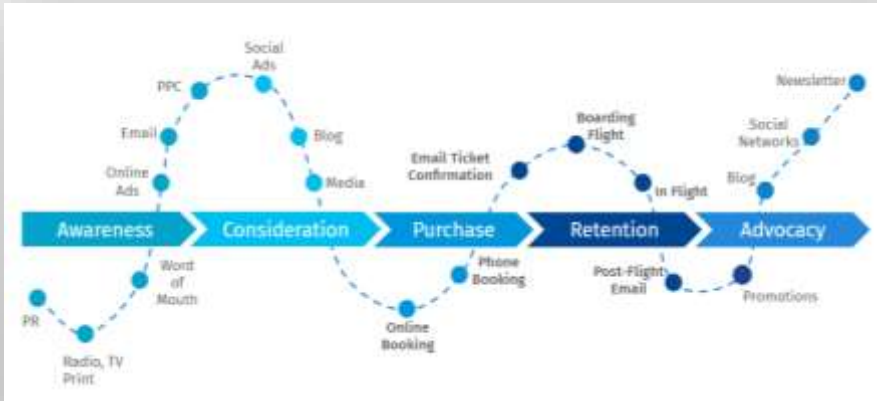 Social
Ads
PPC
Email
Blog
Online
Ads
Media
Email Ticket
Confirmation
Boarding
Flight
In Flight
Newsletter
Social
Networks
Blog
Awareness
Consideration
Purchase
Retention
Advocacy
PR
Radio, TV
Print
Word
of
Mouth
Online
Booking
Phone
Booking
Post-Flight
Email
Promotions